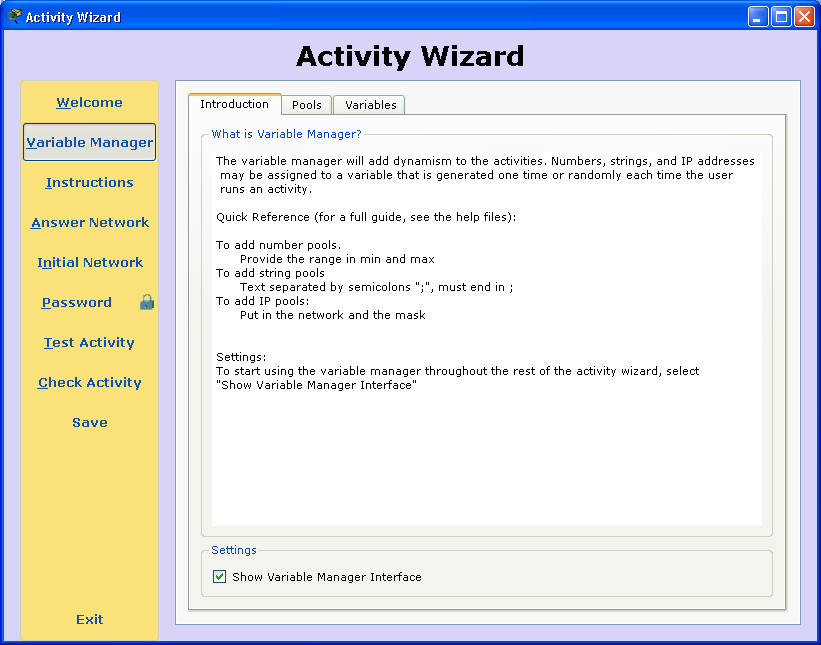 Activity Wizard
Activity Wizard
Welcome
Variable Manager
Instructions
Answer Network
Initial Network
Password
Test Activity
Check Activity
Save
Exit
Introduction
Pools
Variables
What is Variable Manager?
The variable manager will add dynamism to the activities. Numbers, strings, and IP addresses
may be assigned to a variable that is generated one time or randomly each time the user
runs an activity.
Quick Reference (for a full guide, see the help files):
To add number pools.
Provide the range in min and max
To add string pools
Text separated by semicolons ";", must end in ;
To add IP pools:
Put in the network and the mask
Settings:
To start using the variable manager throughout the rest of the activity wizard, select
"Show Variable Manager Interface"
Settings
Show Variable Manager Interface